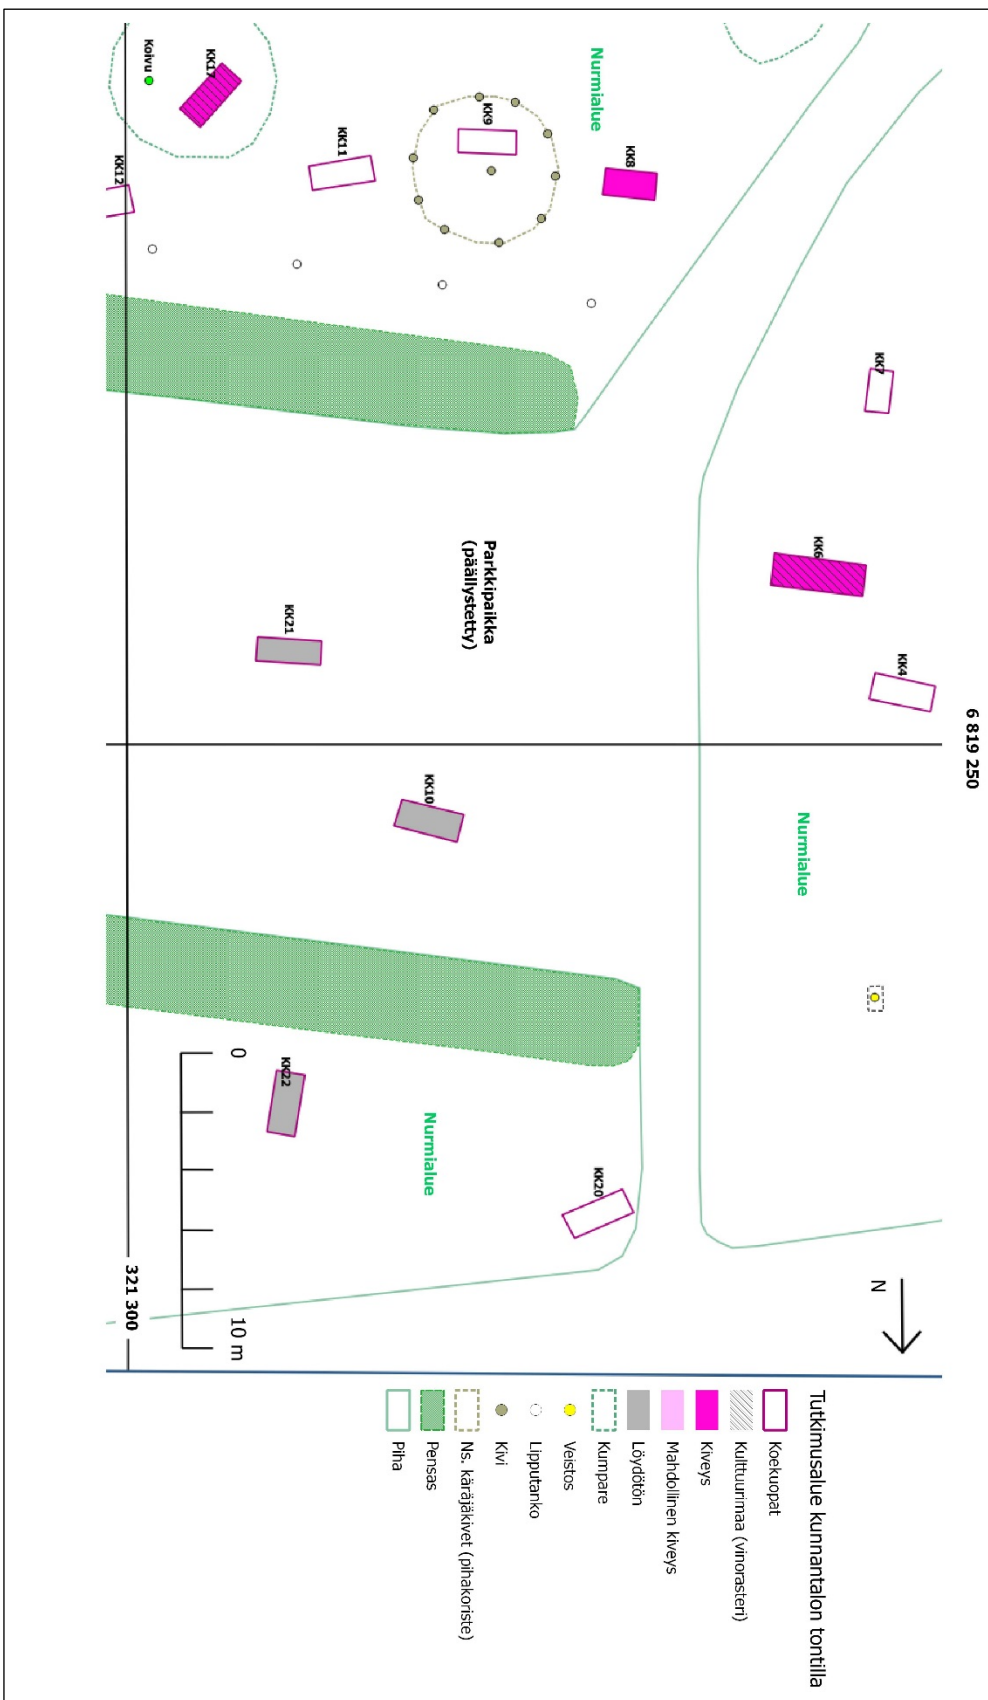 6 819 250
321 300
Nurmialue
Nurmialue
Nurmialue
Koivu
KK17
KK12
KK11
KK9
KK8
KK7
KK6
KK4
Parkkipaikka
(päällystetty)
KK21
KK10
KK22
KK20
0
10 m
N
Tutkimusalue kunnantalon tontilla
Koekuopat
Kulttuurimaa (vinorasteri)
Kiveys
Mahdollinen kiveys
Löydötön
Kumpare
Veistos
Lipputanko
Kivi
Ns. käräjäkivet (pihakoriste)
Pensas
Piha